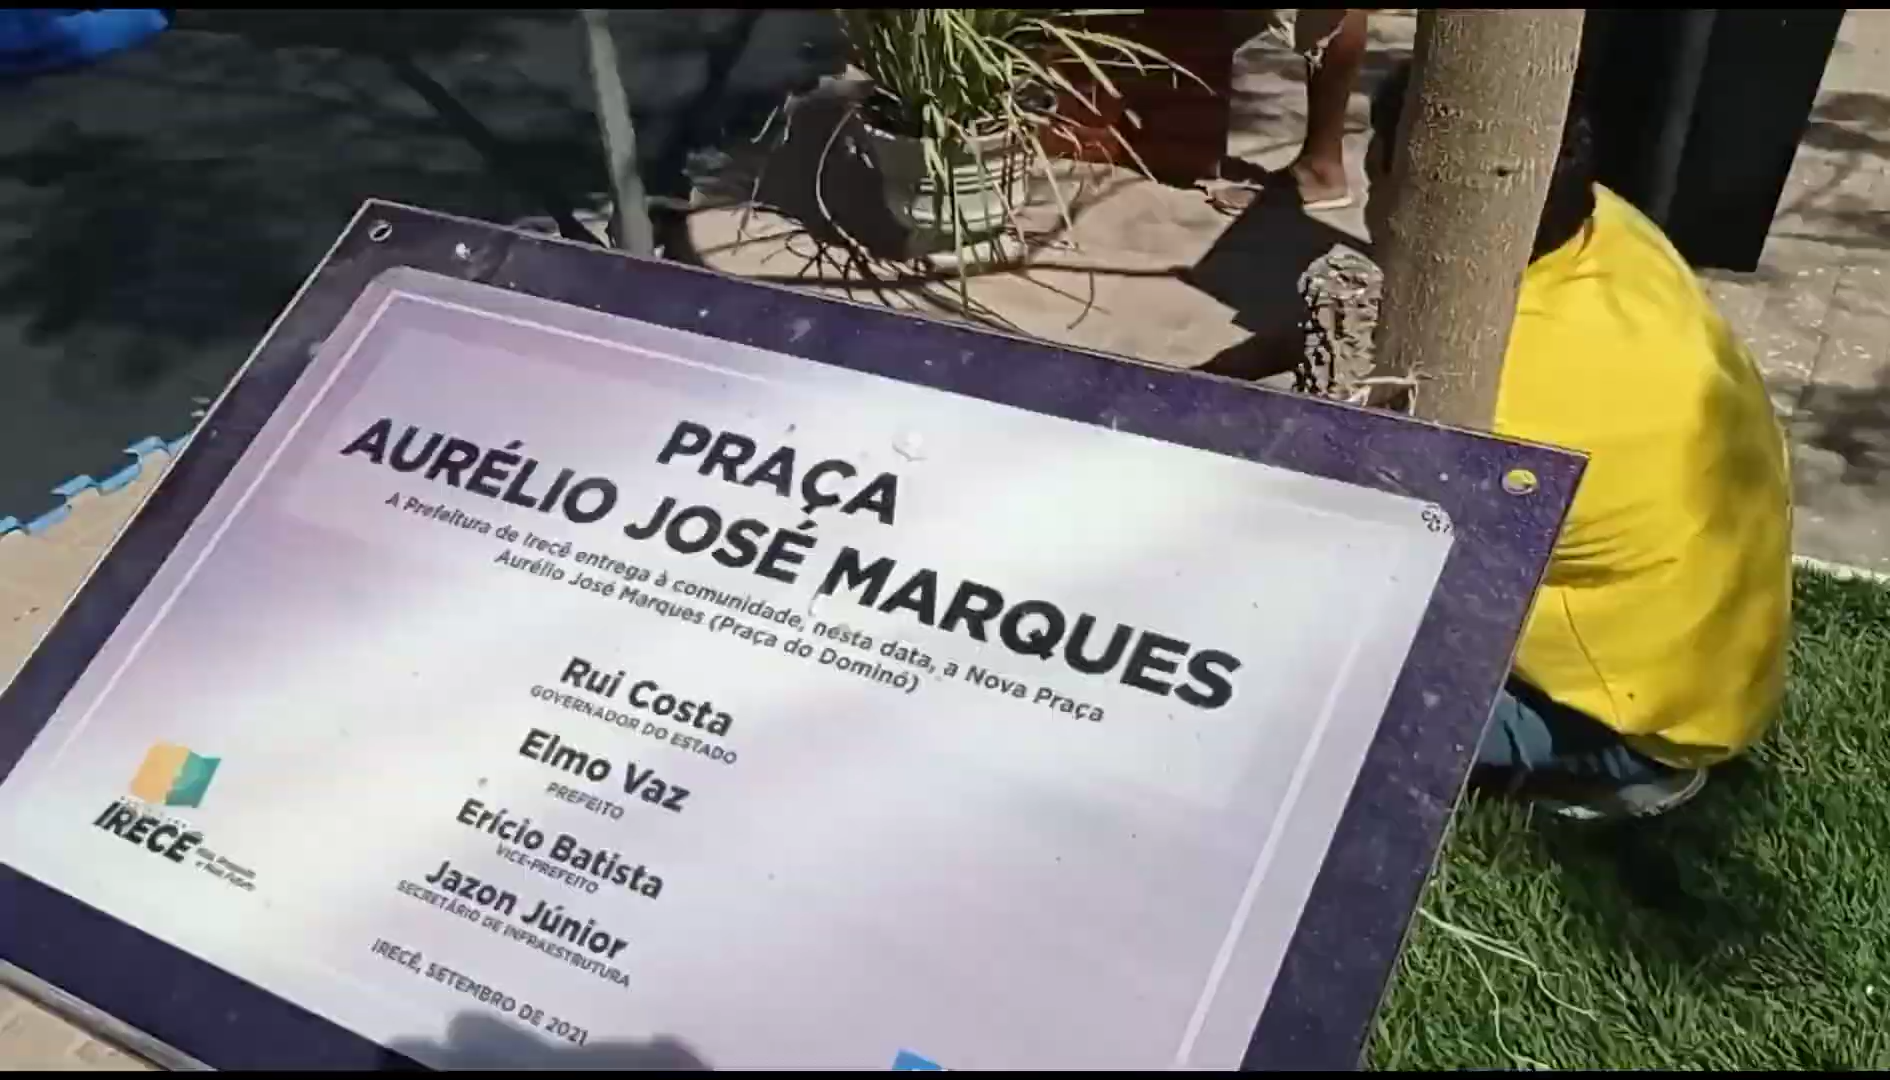 PRAÇA
AURÉLIO JOSÉ MARQUES
A Prefeitura de Irecê entrega à comunidade, nesta data, a Nova Praça
Aurélio José Marques (Praça do Dominó)
Rui Costa
GOVERNADOR DO ESTADO
Elmo Vaz
PREFEITO
Erício Batista
VICE-PREFEITO
Jazon Júnior
SECRETÁRIO DE INFRAESTRUTURA
IRECÊ, SETEMBRO DE 2021
IRECÊ